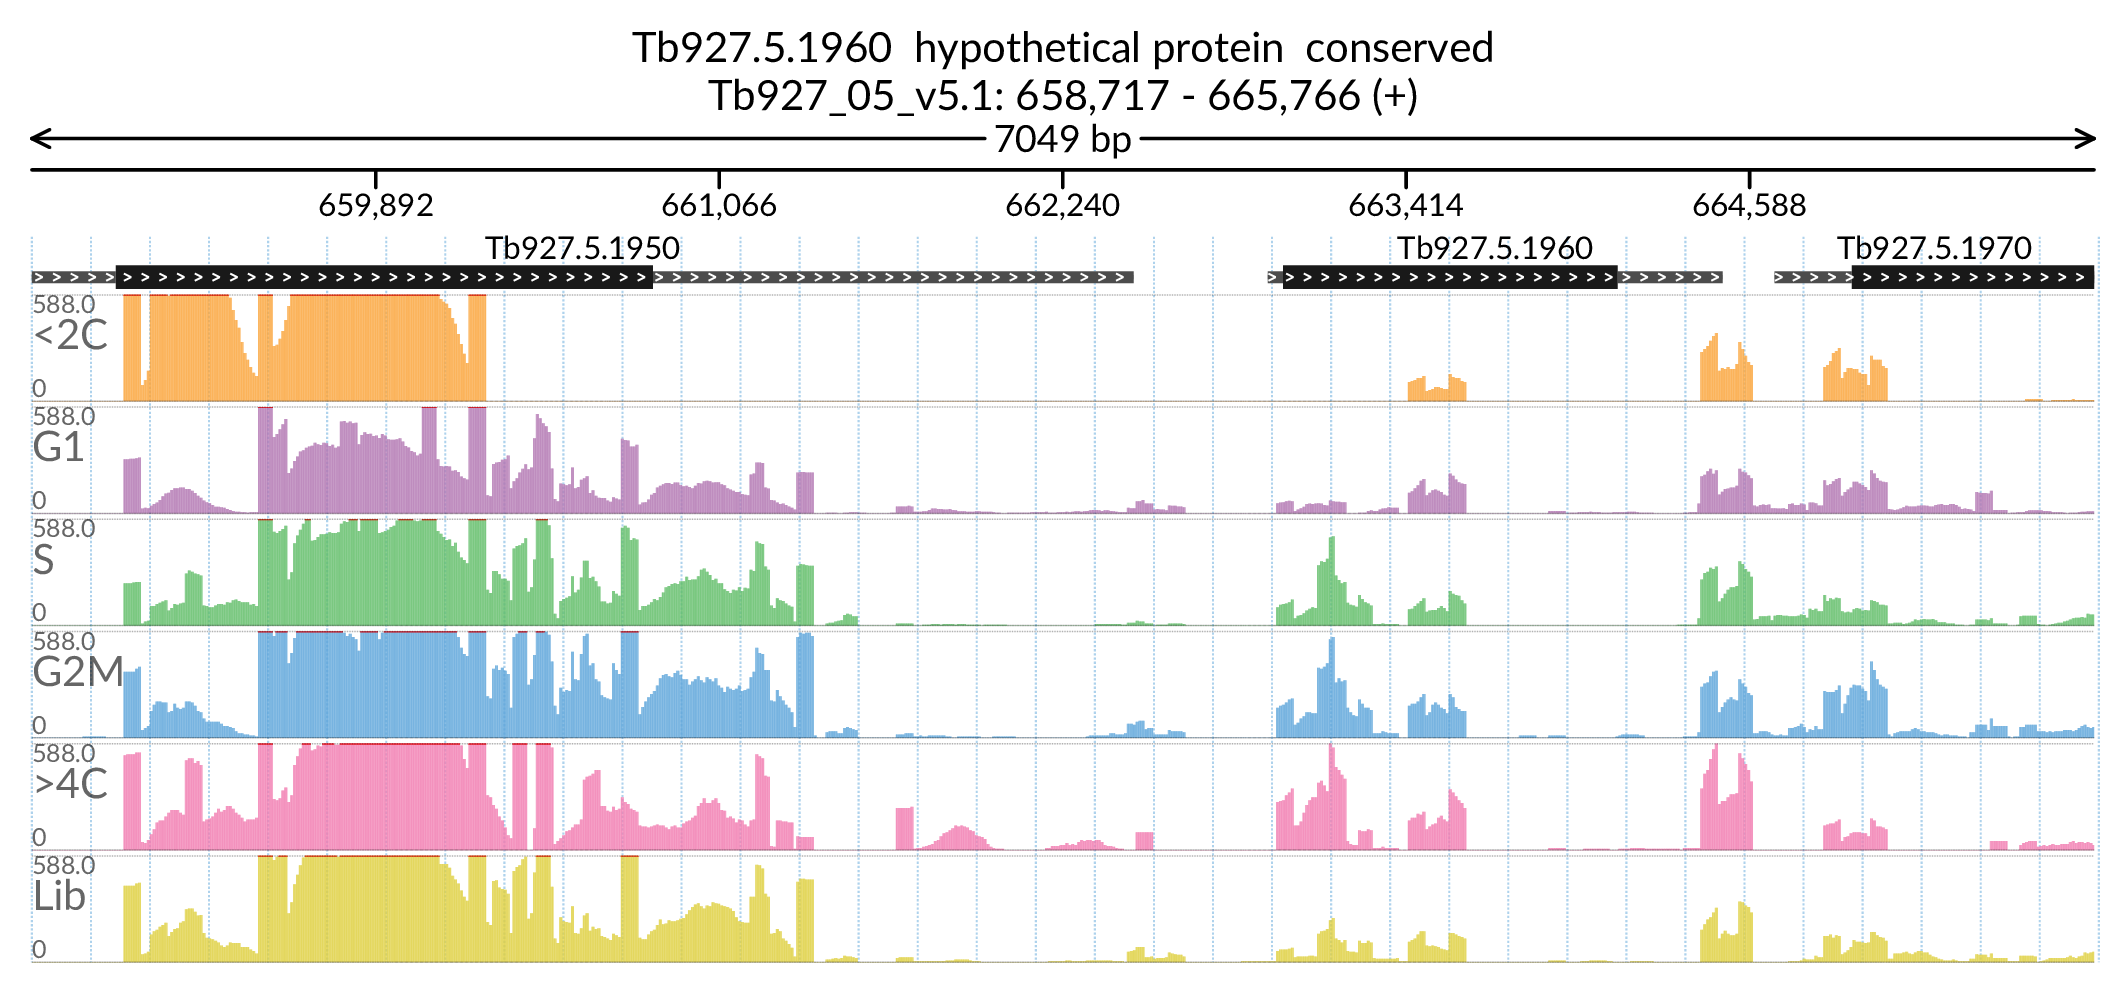 Tb927.5.1960  hypothetical protein  conserved
Tb927_05_v5.1: 658,717 - 665,766 (+)
7049 bp
659,892 661,066 662,240 663,414 664,588
Tb927.5.1950 Tb927.5.1960 Tb927.5.1970
588.0
<2C
0
588.0
G1
0
588.0
S
0
588.0
G2M
0
588.0
>4C
0
588.0
Lib
0